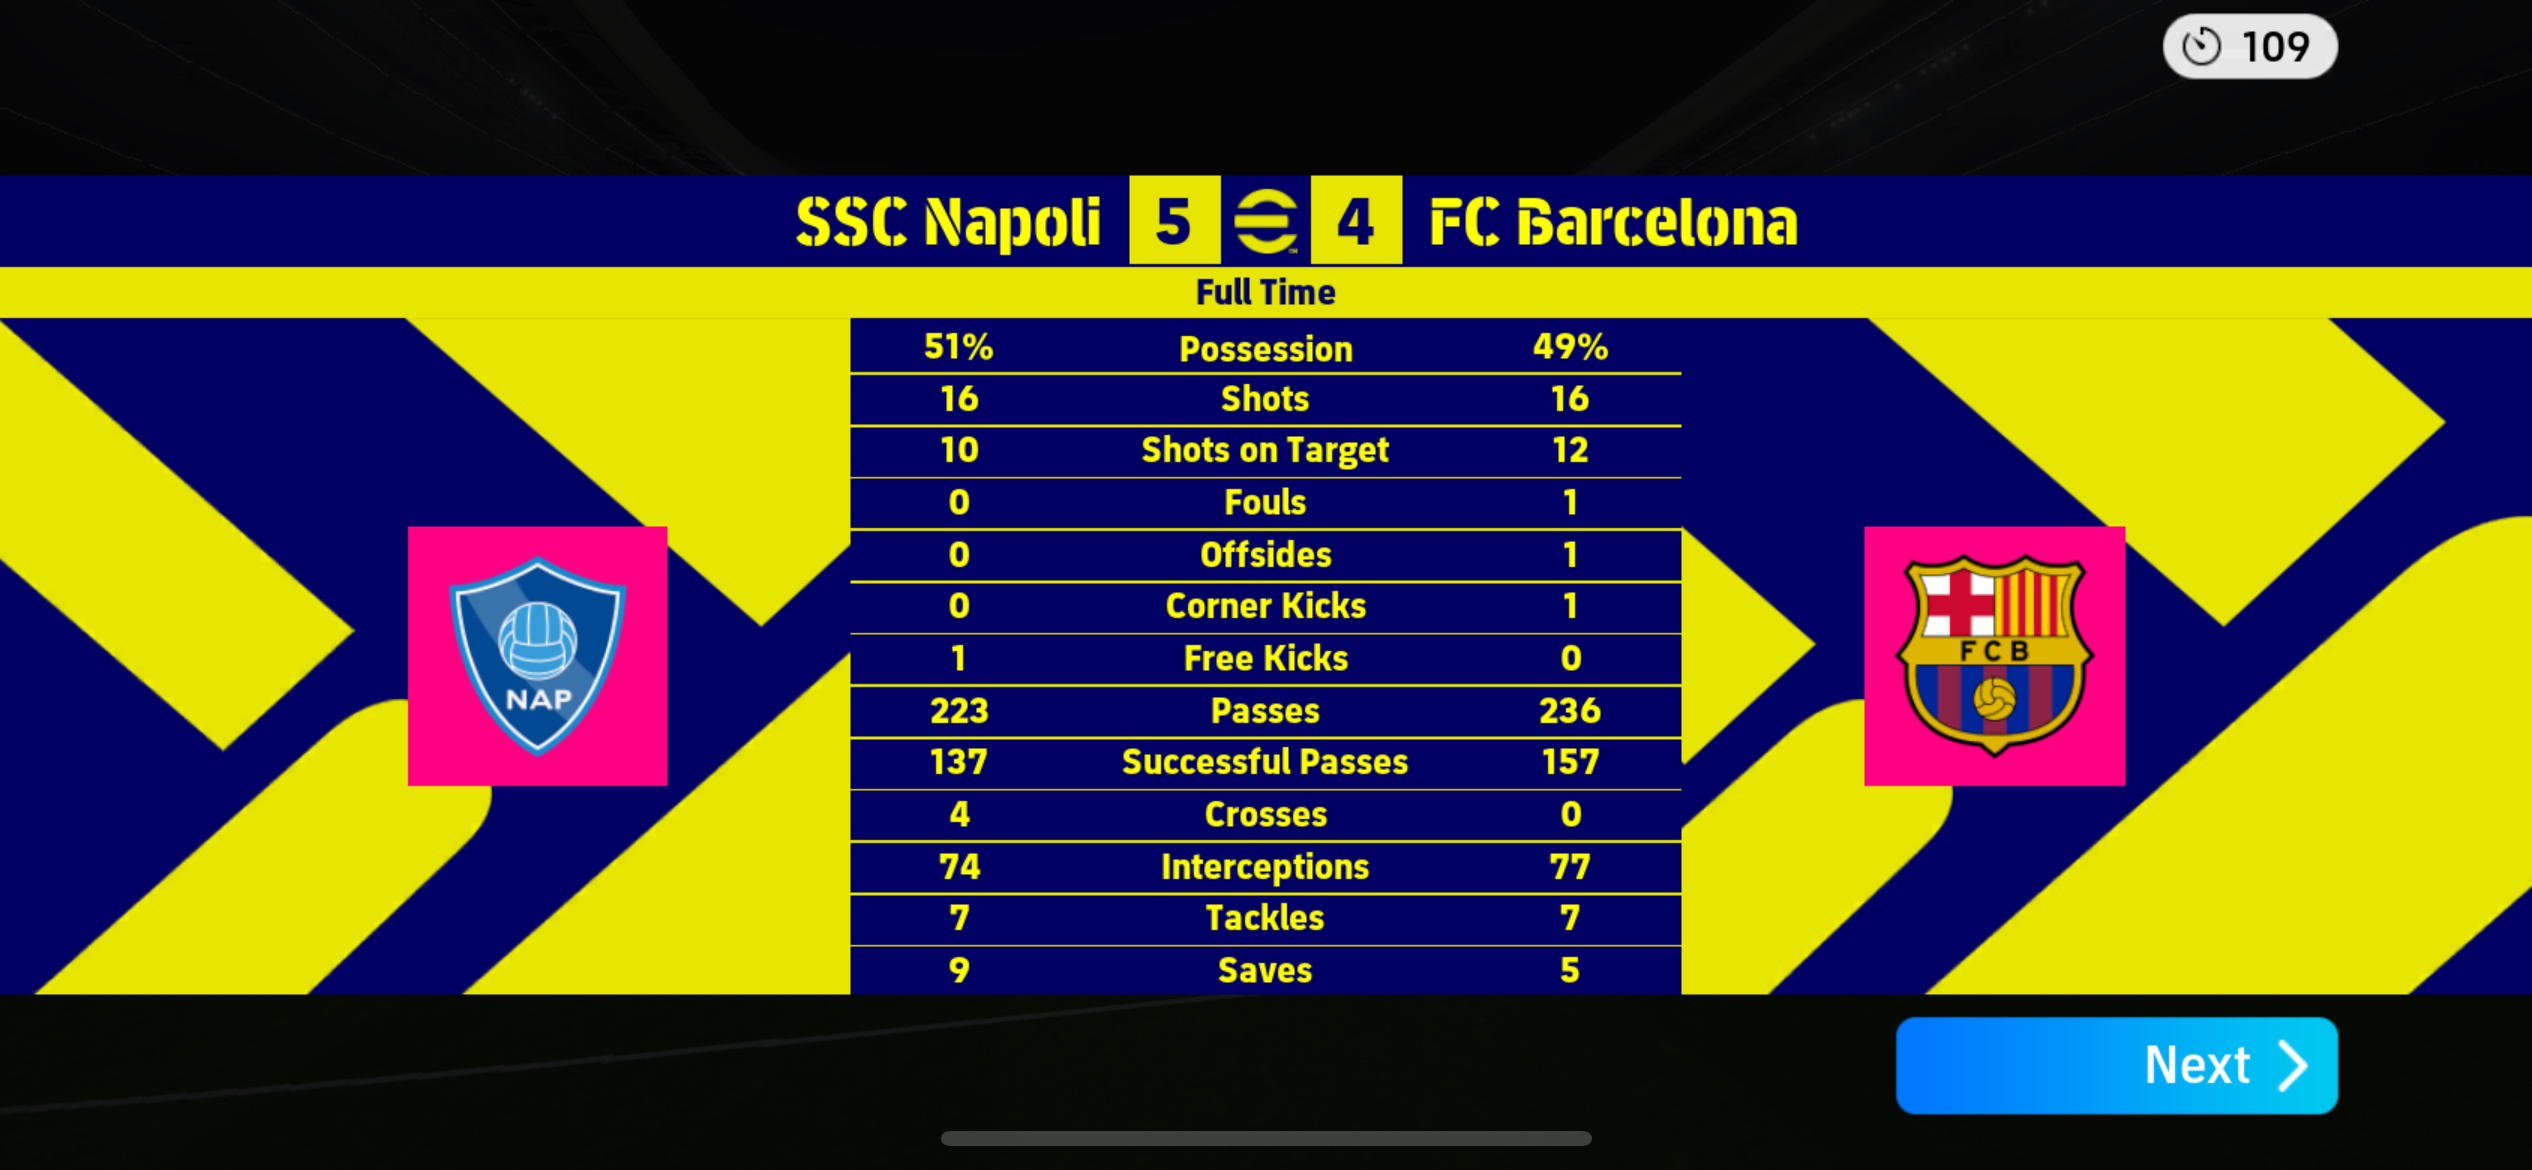 109
SSC Napoli 5 4 FC Barcelona
Full Time
51% Possession 49%
16 Shots 16
10 Shots on Target 12
0 Fouls 1
0 Offsides 1
0 Corner Kicks 1
1 Free Kicks 0
223 Passes 236
137 Successful Passes 157
4 Crosses 0
74 Interceptions 77
7 Tackles 7
9 Saves 5
NAP
FCB
Next